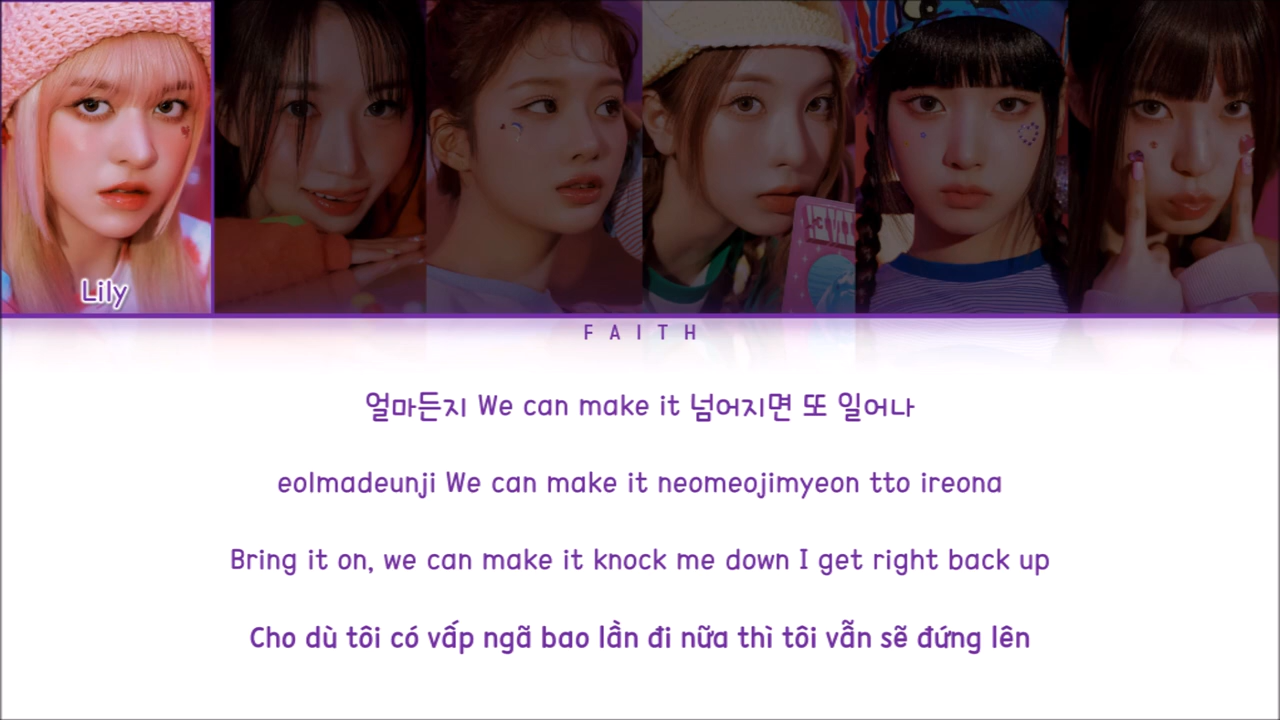 Lily
FAITH
얼마든지 We can make it 넘어지면 또 일어나
eolmadeunji We can make it neomeojimyeon tto ireona
Bring it on, we can make it knock me down I get right back up
Cho dù tôi có vấp ngã bao lần đi nữa thì tôi vẫn sẽ đứng lên